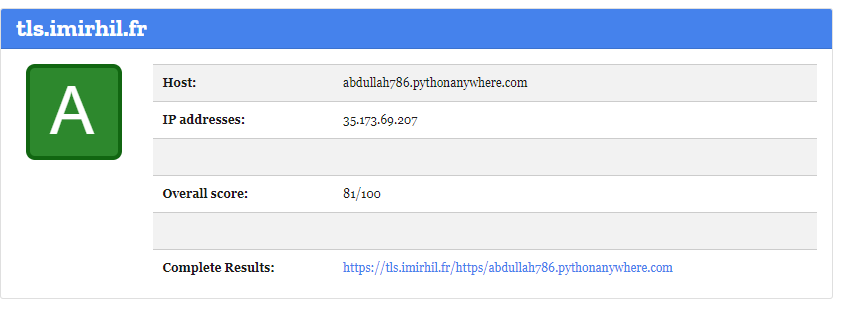 tls.imirhil.fr
A
Host: abdullah786.pythonanywhere.com
IP addresses: 35.173.69.207
Overall score: 81/100
Complete Results: https://tls.imirhil.fr/https/abdullah786.pythonanywhere.com